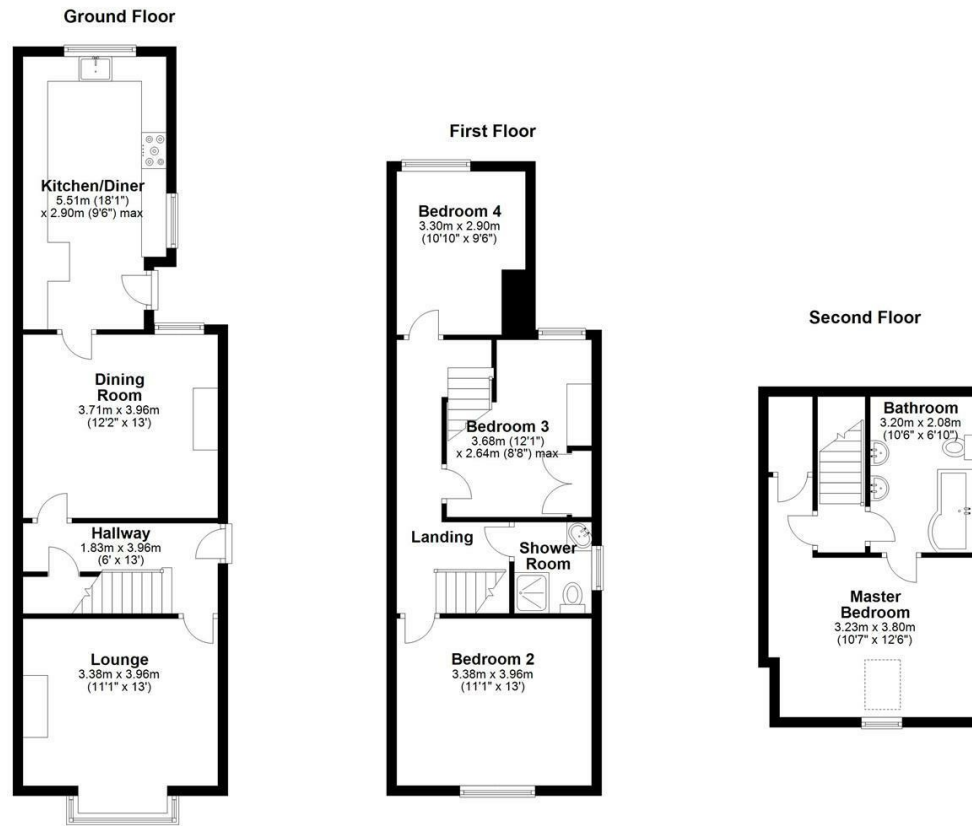 Ground Floor
Kitchen/Diner
5.51m (18'1")
x 2.90m (9'6") max
Dining
Room
3.71m x 3.96m
(12'2" x 13')
Hallway
1.83m x 3.96m
(6' x 13')
Lounge
3.38m x 3.96m
(11'1" x 13')
First Floor
Bedroom 4
3.30m x 2.90m
(10'10" x 9'6")
Bedroom 3
3.68m (12'1")
x 2.64m (8'8") max
Landing
Shower
Room
Bedroom 2
3.38m x 3.96m
(11'1" x 13')
Second Floor
Bathroom
3.20m x 2.08m
(10'6" x 6'10")
Master
Bedroom
3.23m x 3.80m
(10'7" x 12'6")